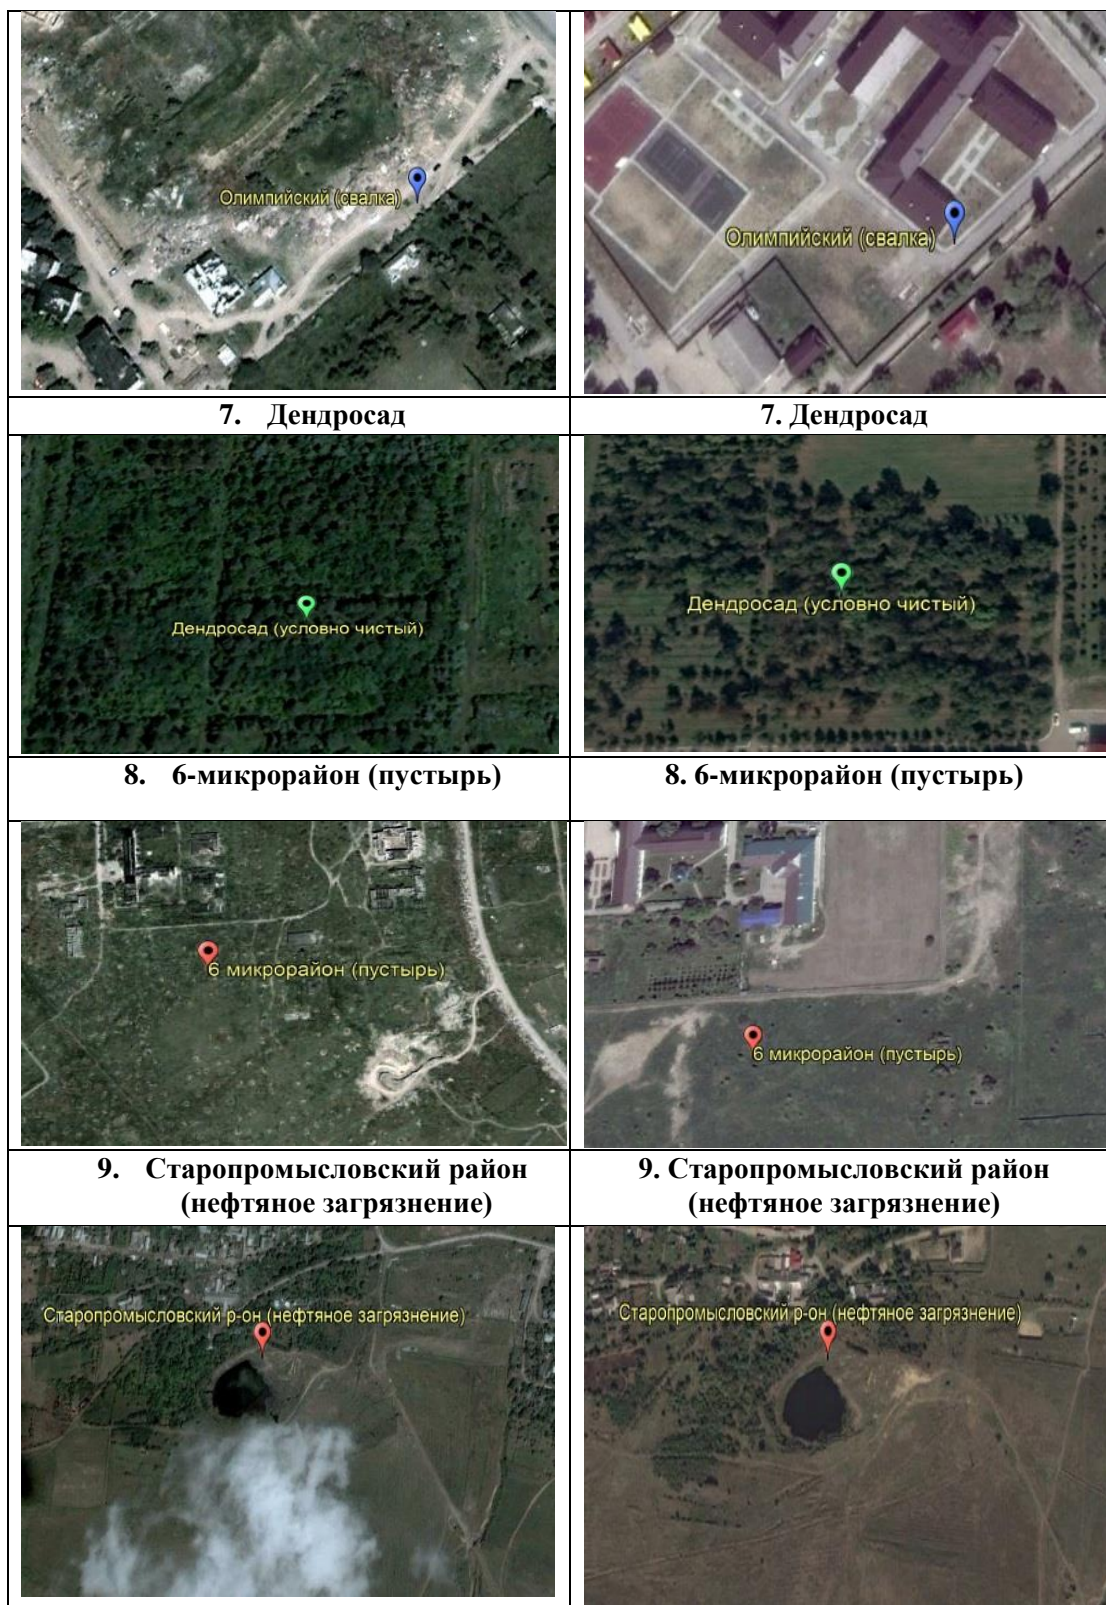 Олимпийский (свалка)
Олимпийский (свалка)
7. Дендросад
7. Дендросад
Дендросад (условно чистый)
Дендросад (условно чистый)
8. 6-микрорайон (пустырь)
8. 6-микрорайон (пустырь)
6 микрорайон (пустырь)
6 микрорайон (пустырь)
9. Старопромысловский район
(нефтяное загрязнение)
9. Старопромысловский район
(нефтяное загрязнение)
Старопромысловский р-он (нефтяное загрязнение)
Старопромысловский р-он (нефтяное загрязнение)